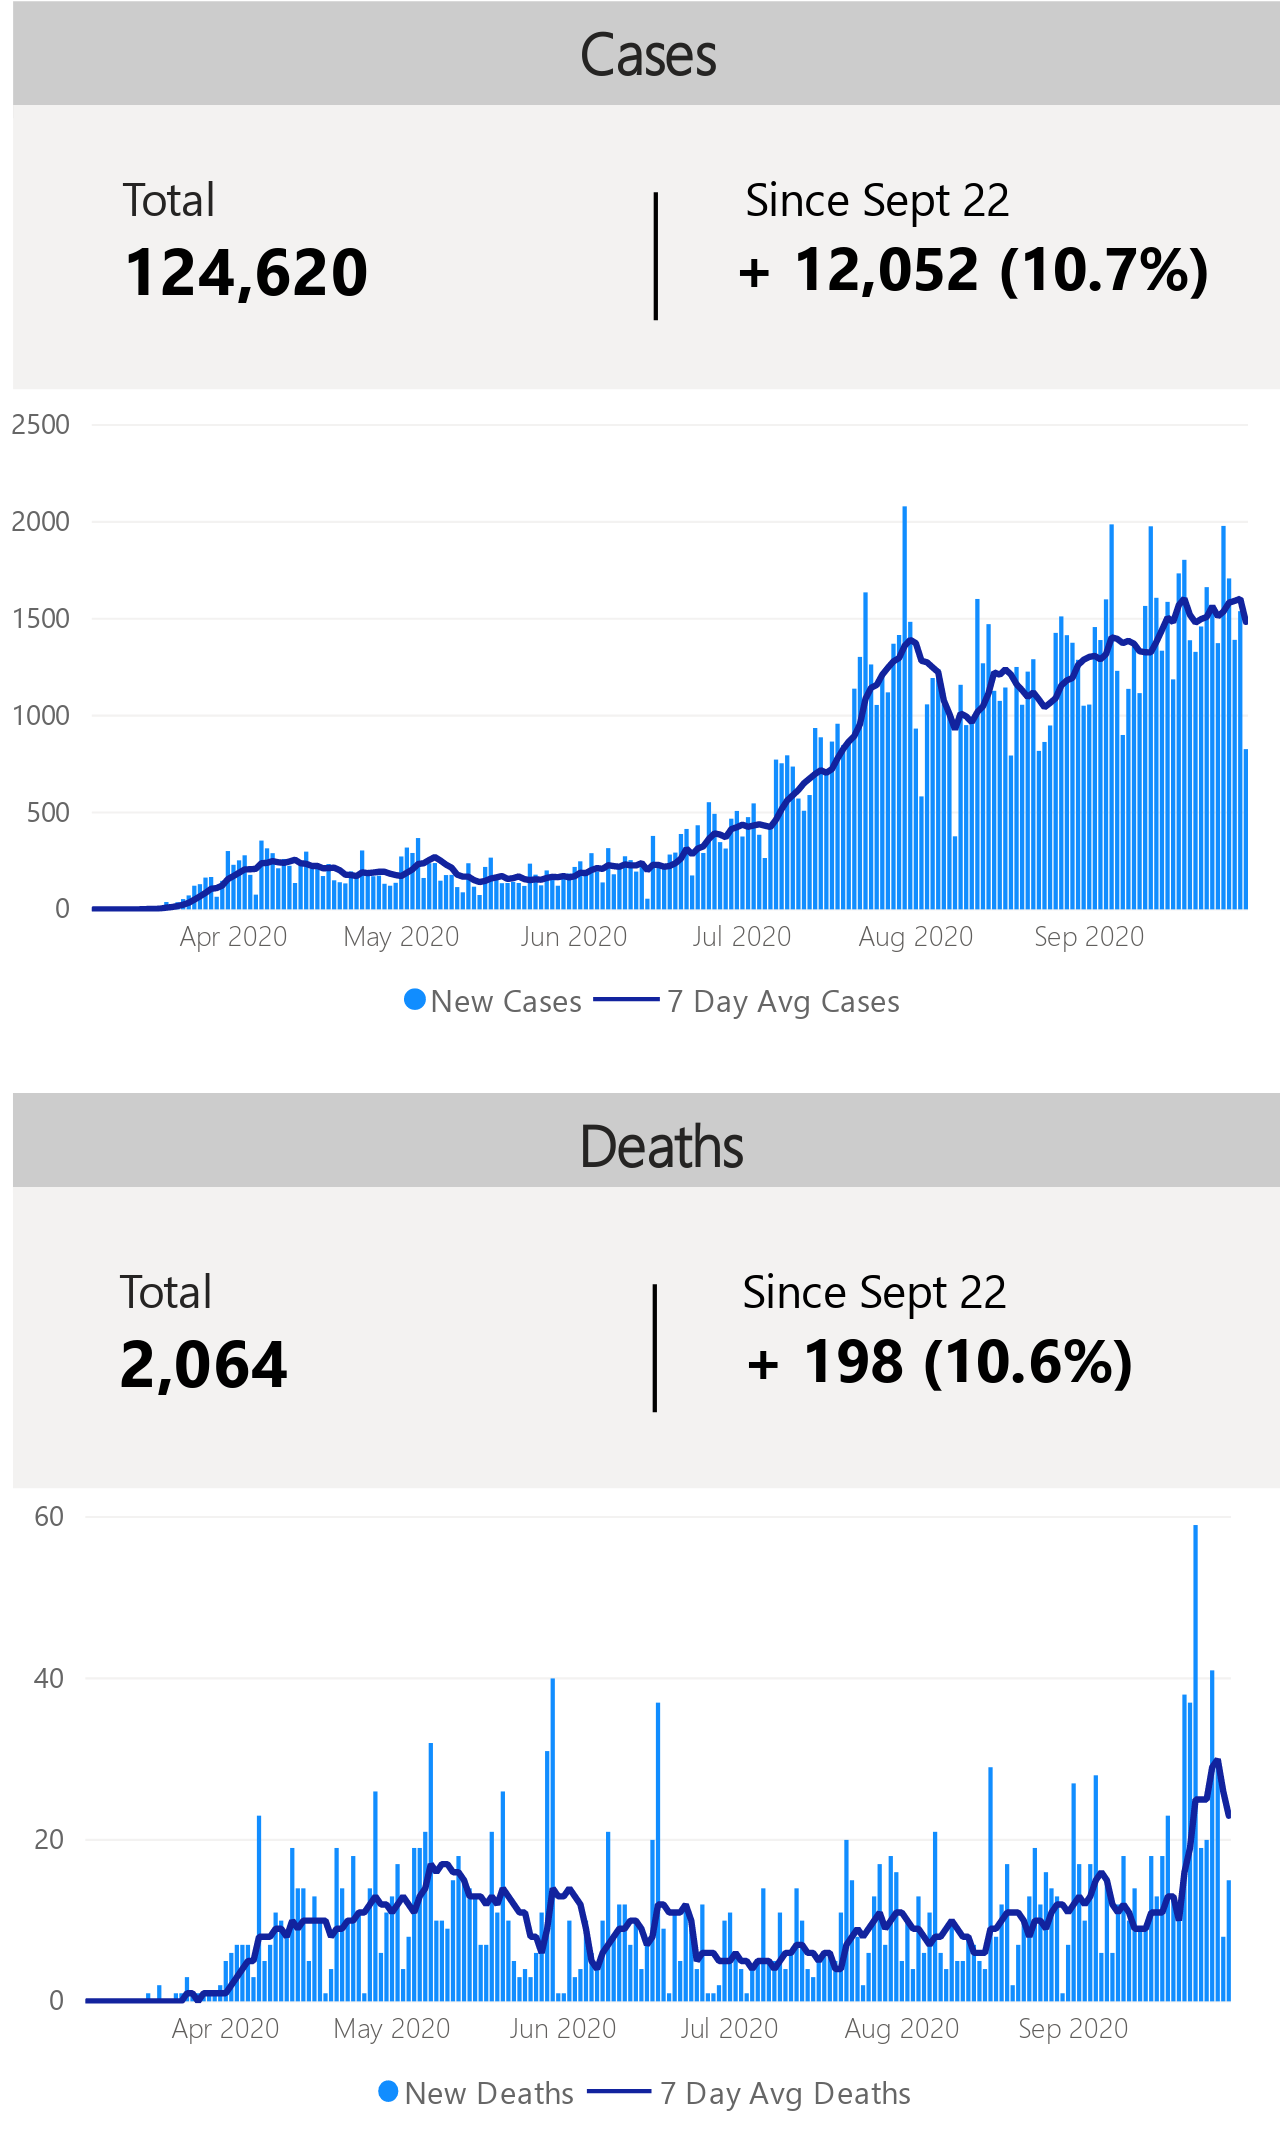 Cases
Total
124,620
Since Sept 22
+ 12,052 (10.7%)
2500
2000
1500
1000
500
0
Apr 2020 May 2020 Jun 2020 Jul 2020 Aug 2020 Sep 2020
New Cases 7 Day Avg Cases
Deaths
Total
2,064
Since Sept 22
+ 198 (10.6%)
60
40
20
0
Apr 2020 May 2020 Jun 2020 Jul 2020 Aug 2020 Sep 2020
New Deaths 7 Day Avg Deaths